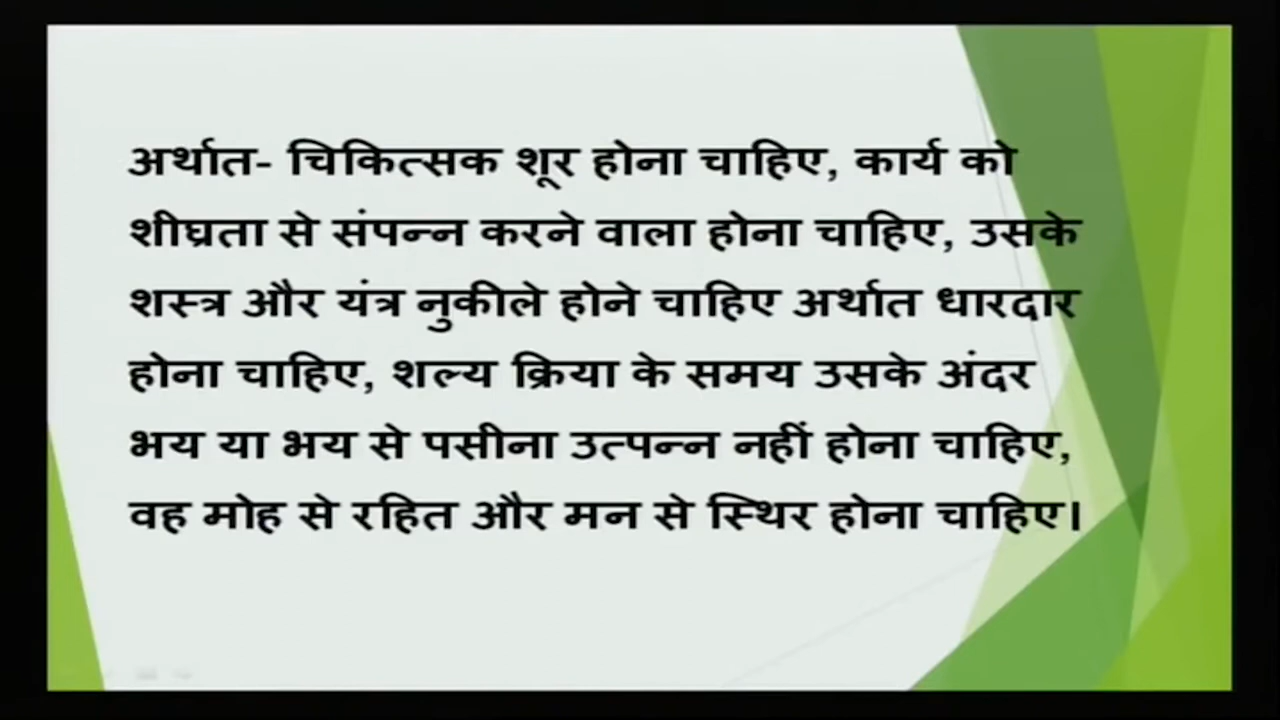 अर्थात- चिकित्सक शूर होना चाहिए, कार्य को
शीघ्रता से संपन्न करने वाला होना चाहिए, उसके
शस्त्र और यंत्र नुकीले होने चाहिए अर्थात धारदार
होना चाहिए, शल्य क्रिया के समय उसके अंदर
भय या भय से पसीना उत्पन्न नहीं होना चाहिए,
वह मोह से रहित और मन से स्थिर होना चाहिए।